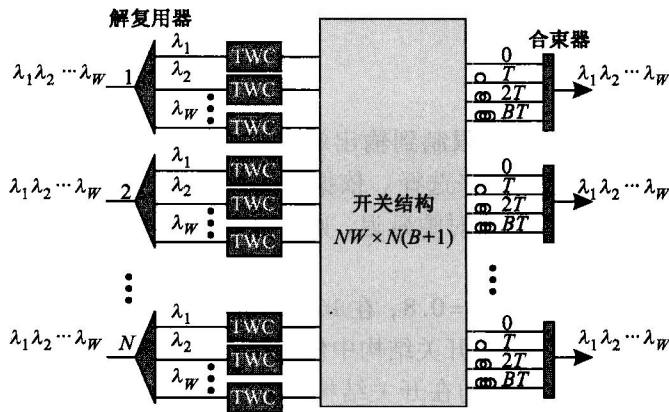 解复用器
合束器
λ1λ2 ··· λW
1
λ1
TWC
λ2
TWC
λW
TWC
0
T
2T
BT
λ1λ2 ··· λW
λ1λ2 ··· λW
2
λ1
TWC
λ2
TWC
λW
TWC
开关结构
NW×N(B+1)
0
T
2T
BT
λ1λ2 ··· λW
λ1λ2 ··· λW
N
λ1
TWC
λ2
TWC
λW
TWC
0
T
2T
BT
λ1λ2 ··· λW